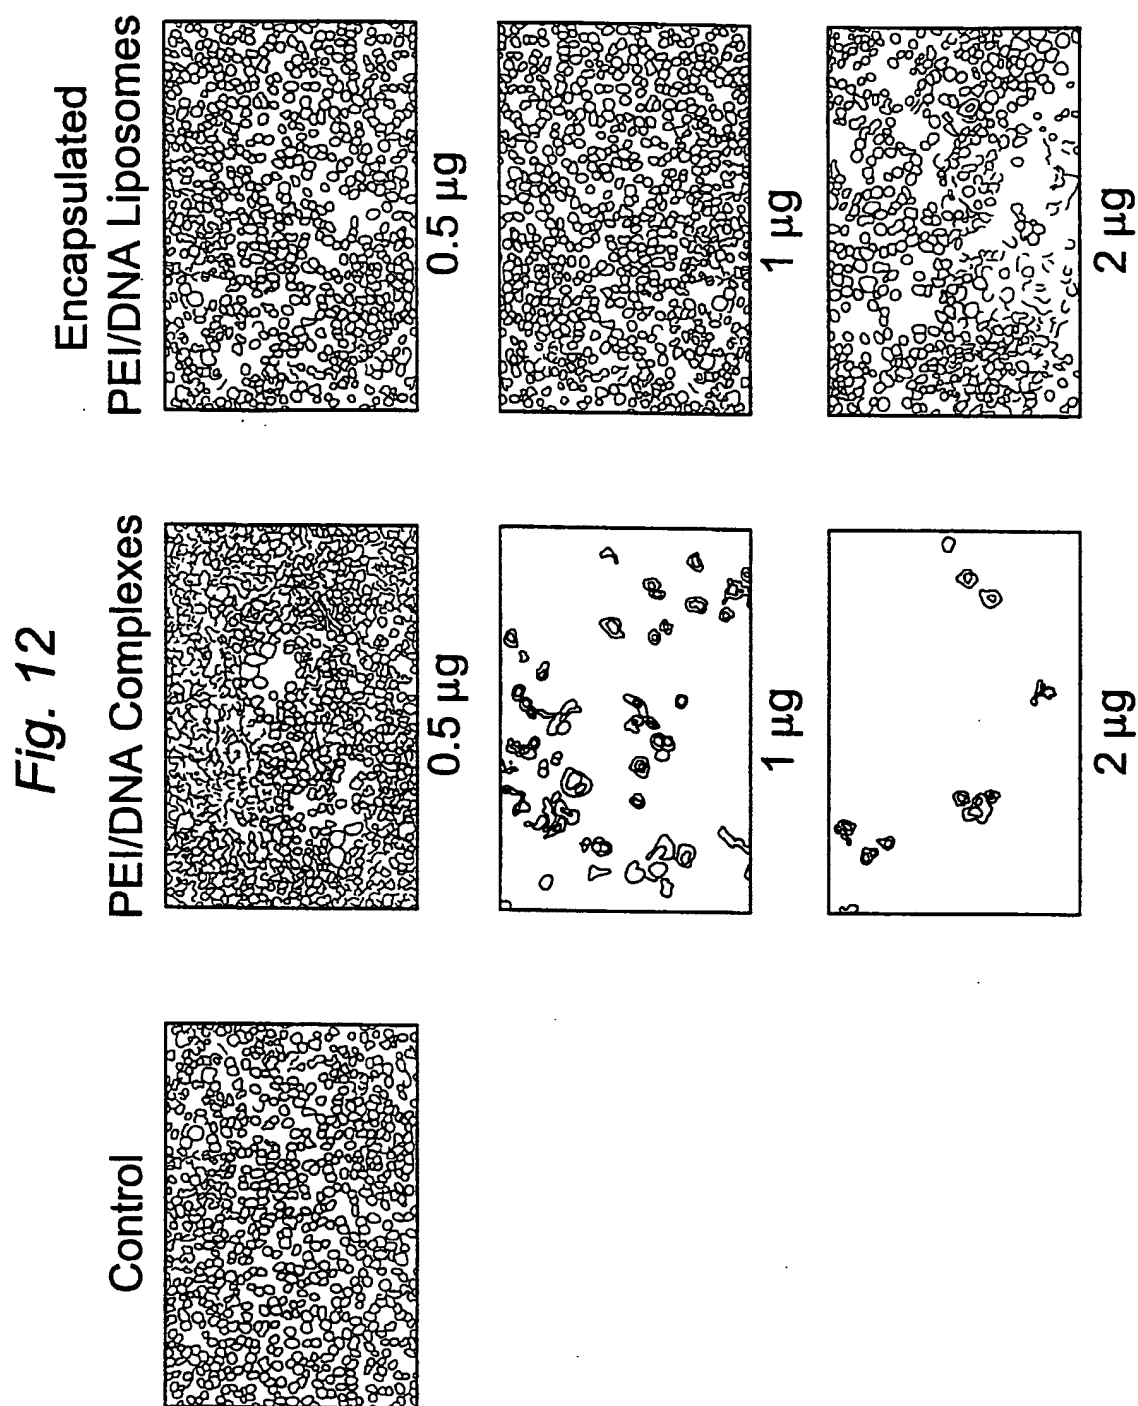 Fig. 12
Control
PEI/DNA Complexes
Encapsulated
PEI/DNA Liposomes
0.5 µg
0.5 µg
1 µg
1 µg
2 µg
2 µg